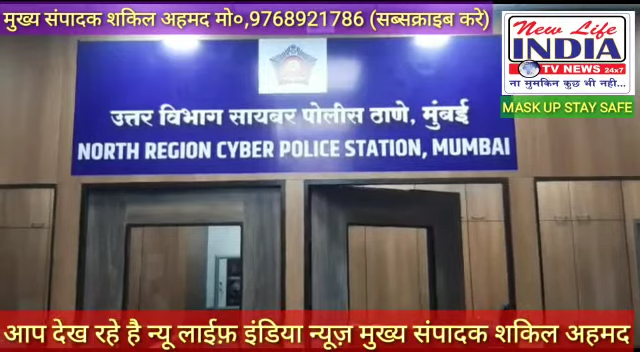 मुख्य संपादक शकिल अहमद मो०,9768921786 (सब्सक्राइब करे)
New Life
INDIA
TV NEWS 24x7
ना मुमकिन कुछ भी नही...
MASK UP STAY SAFE
उत्तर विभाग सायबर पोलीस ठाणे, मुंबई
NORTH REGION CYBER POLICE STATION, MUMBAI
आप देख रहे है न्यू लाईफ़ इंडिया न्यूज़ मुख्य संपादक शकिल अहमद